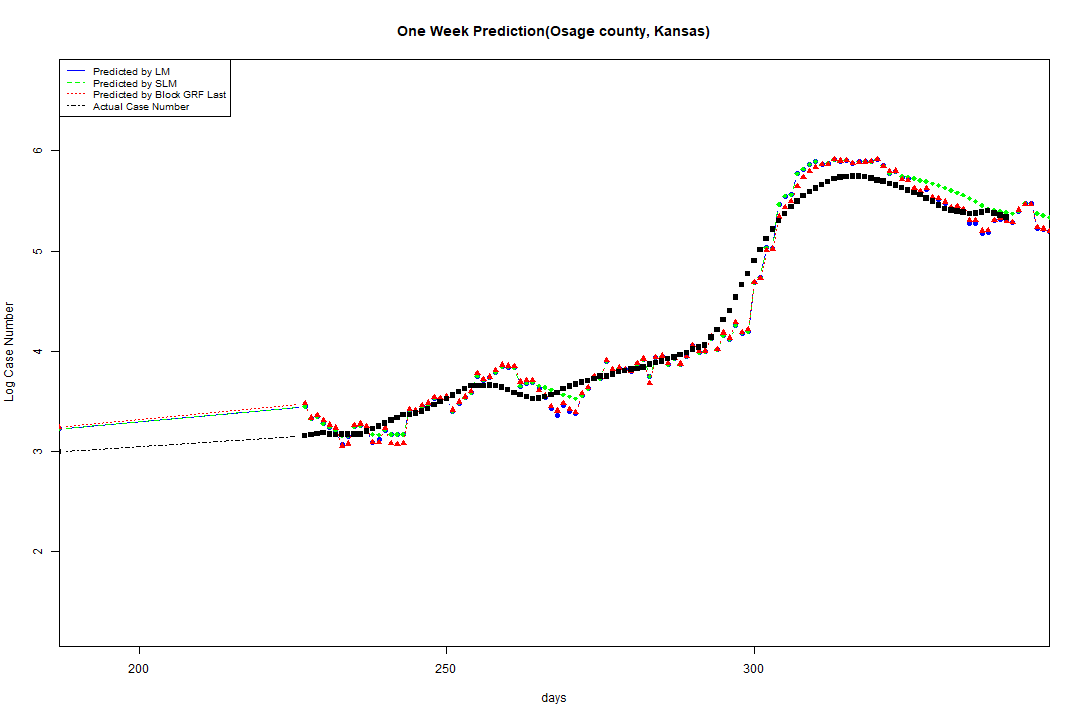 One Week Prediction(Osage county, Kansas)
Predicted by LM
Predicted by SLM
Predicted by Block GRF Last
Actual Case Number
6
5
4
3
2
Log Case Number
200
250
300
days